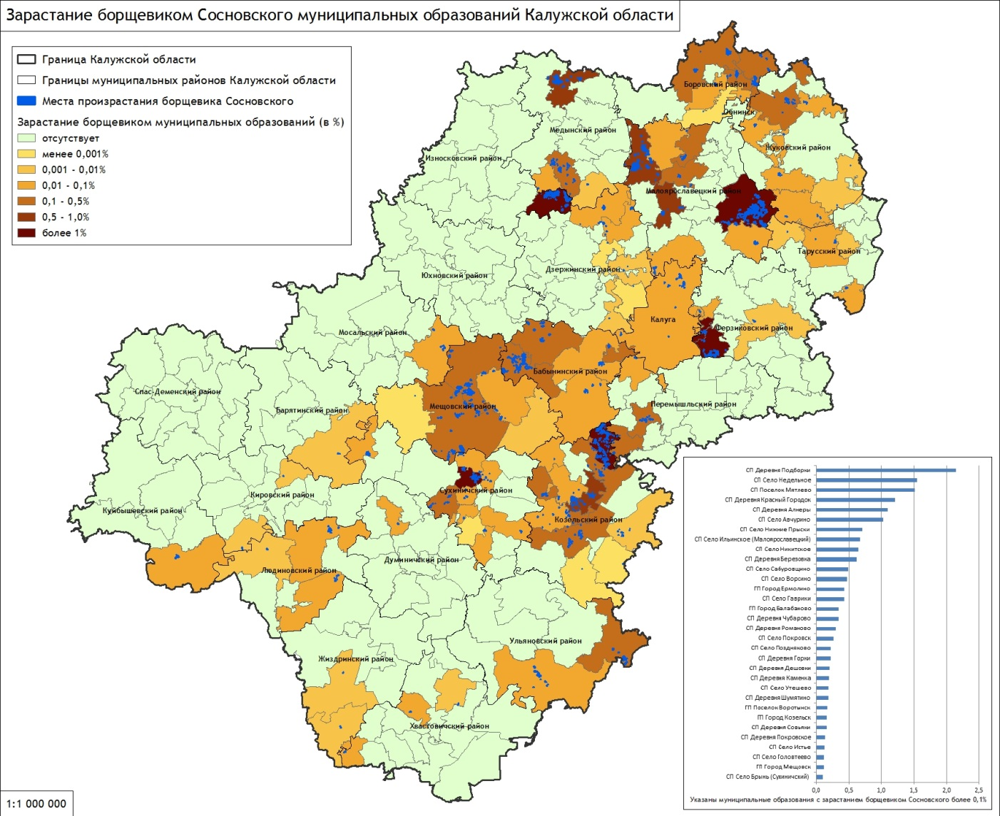 Зарастание борщевиком Сосновского муниципальных образований Калужской области
Граница Калужской области
Границы муниципальных районов Калужской области
Места произрастания борщевика Сосновского
Зарастание борщевиком муниципальных образований (в %)
отсутствует
менее 0,001%
0,001 - 0,01%
0,01 - 0,1%
0,1 - 0,5%
0,5 - 1,0%
более 1%
Боровский район
Обнинск
Медынский район
Жуковский район
Износковский район
Малоярославецкий район
Тарусский район
Дзержинский район
Юхновский район
Калуга
Ферзиковский район
Мосальский район
Бабынинский район
Спас-Деменский район
Барятинский район
Мещовский район
Перемышльский район
Сухиничский район
Кировский район
Куйбышевский район
Козельский район
Думиничский район
Людиновский район
Ульяновский район
Жиздринский район
Хвастовичский район
СП Деревня Подборки
СП Село Недельное
СП Поселок Мятлево
СП Деревня Красный Городок
СП Деревня Алнеры
СП Село Авчурино
СП Село Нижние Прыски
СП Село Ильинское (Малоярославецкий)
СП Село Никитское
СП Деревня Березовка
СП Село Сабуровщино
СП Село Ворсино
ГП Город Ермолино
СП Село Гаврики
ГП Город Балабаново
СП Деревня Чубарово
СП Деревня Романово
СП Село Покровск
СП Село Поздняково
СП Деревня Горки
СП Деревня Дешовки
СП Деревня Каменка
СП Село Утешево
СП Деревня Шумятино
ГП Поселок Воротынск
ГП Город Козельск
СП Деревня Совьяки
СП Деревня Покровское
СП Село Истье
СП Село Головтеево
ГП Город Мещовск
СП Село Брынь (Сухиничский)
0,0 0,5 1,0 1,5 2,0 2,5
Указаны муниципальные образования с зарастанием борщевиком Сосновского более 0,1%
1:1 000 000